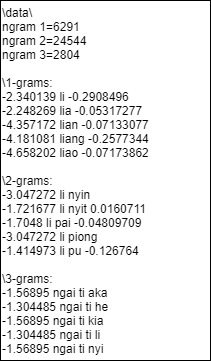 \data\
ngram 1=6291
ngram 2=24544
ngram 3=2804

\1-grams:
-2.340139 li -0.2908496
-2.248269 lia -0.05317277
-4.357172 lian -0.07133077
-4.181081 liang -0.2577344
-4.658202 liao -0.07173862

\2-grams:
-3.047272 li nyin
-1.721677 li nyit 0.0160711
-1.7048 li pai -0.04809709
-3.047272 li piong
-1.414973 li pu -0.126764

\3-grams:
-1.56895 ngai ti aka
-1.304485 ngai ti he
-1.56895 ngai ti kia
-1.304485 ngai ti li
-1.56895 ngai ti nyi